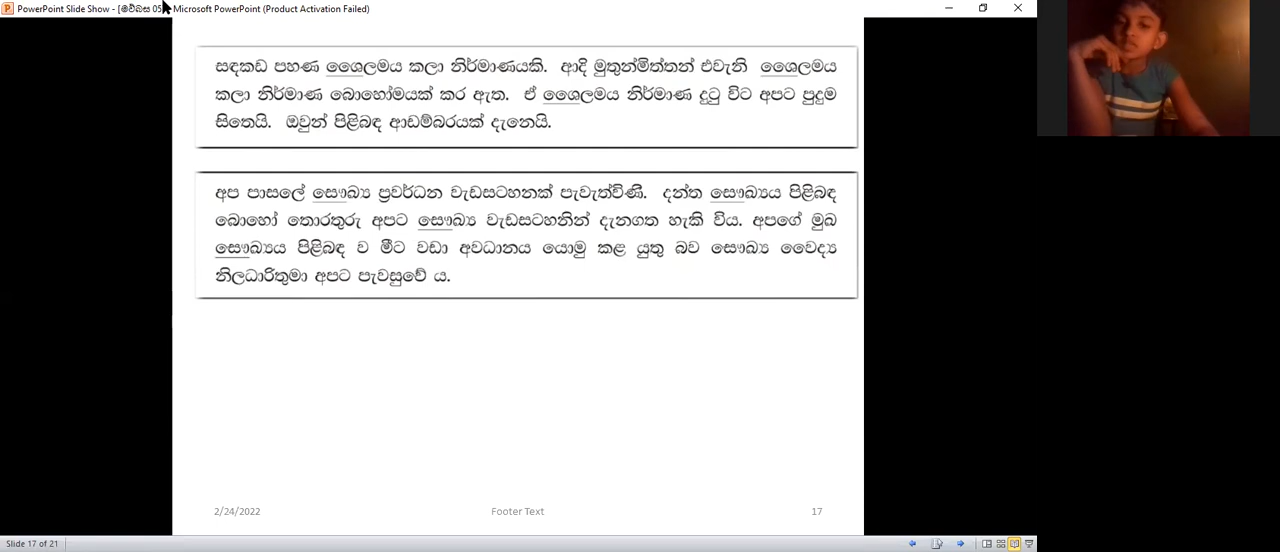 PowerPoint Slide Show - [මව්බස 05 Microsoft PowerPoint (Product Activation Failed)
සඳකඩ පහණ ශෛලමය කලා නිර්මාණයකි. ආදි මුතුන්මිත්තන් එවැනි ශෛලමය
කලා නිර්මාණ බොහෝමයක් කර ඇත. ඒ ශෛලමය නිර්මාණ දුටු විට අපට පුදුම
සිතෙයි. ඔවුන් පිළිබඳ ආඩම්බරයක් දැනෙයි.
අප පාසලේ සෞඛ්‍ය ප්‍රවර්ධන වැඩසටහනක් පැවැත්විණි. දන්ත සෞඛ්‍යය පිළිබඳ
බොහෝ තොරතුරු අපට සෞඛ්‍ය වැඩසටහනින් දැනගත හැකි විය. අපගේ මුඛ
සෞඛ්‍යය පිළිබඳ ව මීට වඩා අවධානය යොමු කළ යුතු බව සෞඛ්‍ය වෛද්‍ය
නිලධාරිතුමා අපට පැවසුවේ ය.
2/24/2022 Footer Text 17
Slide 17 of 21